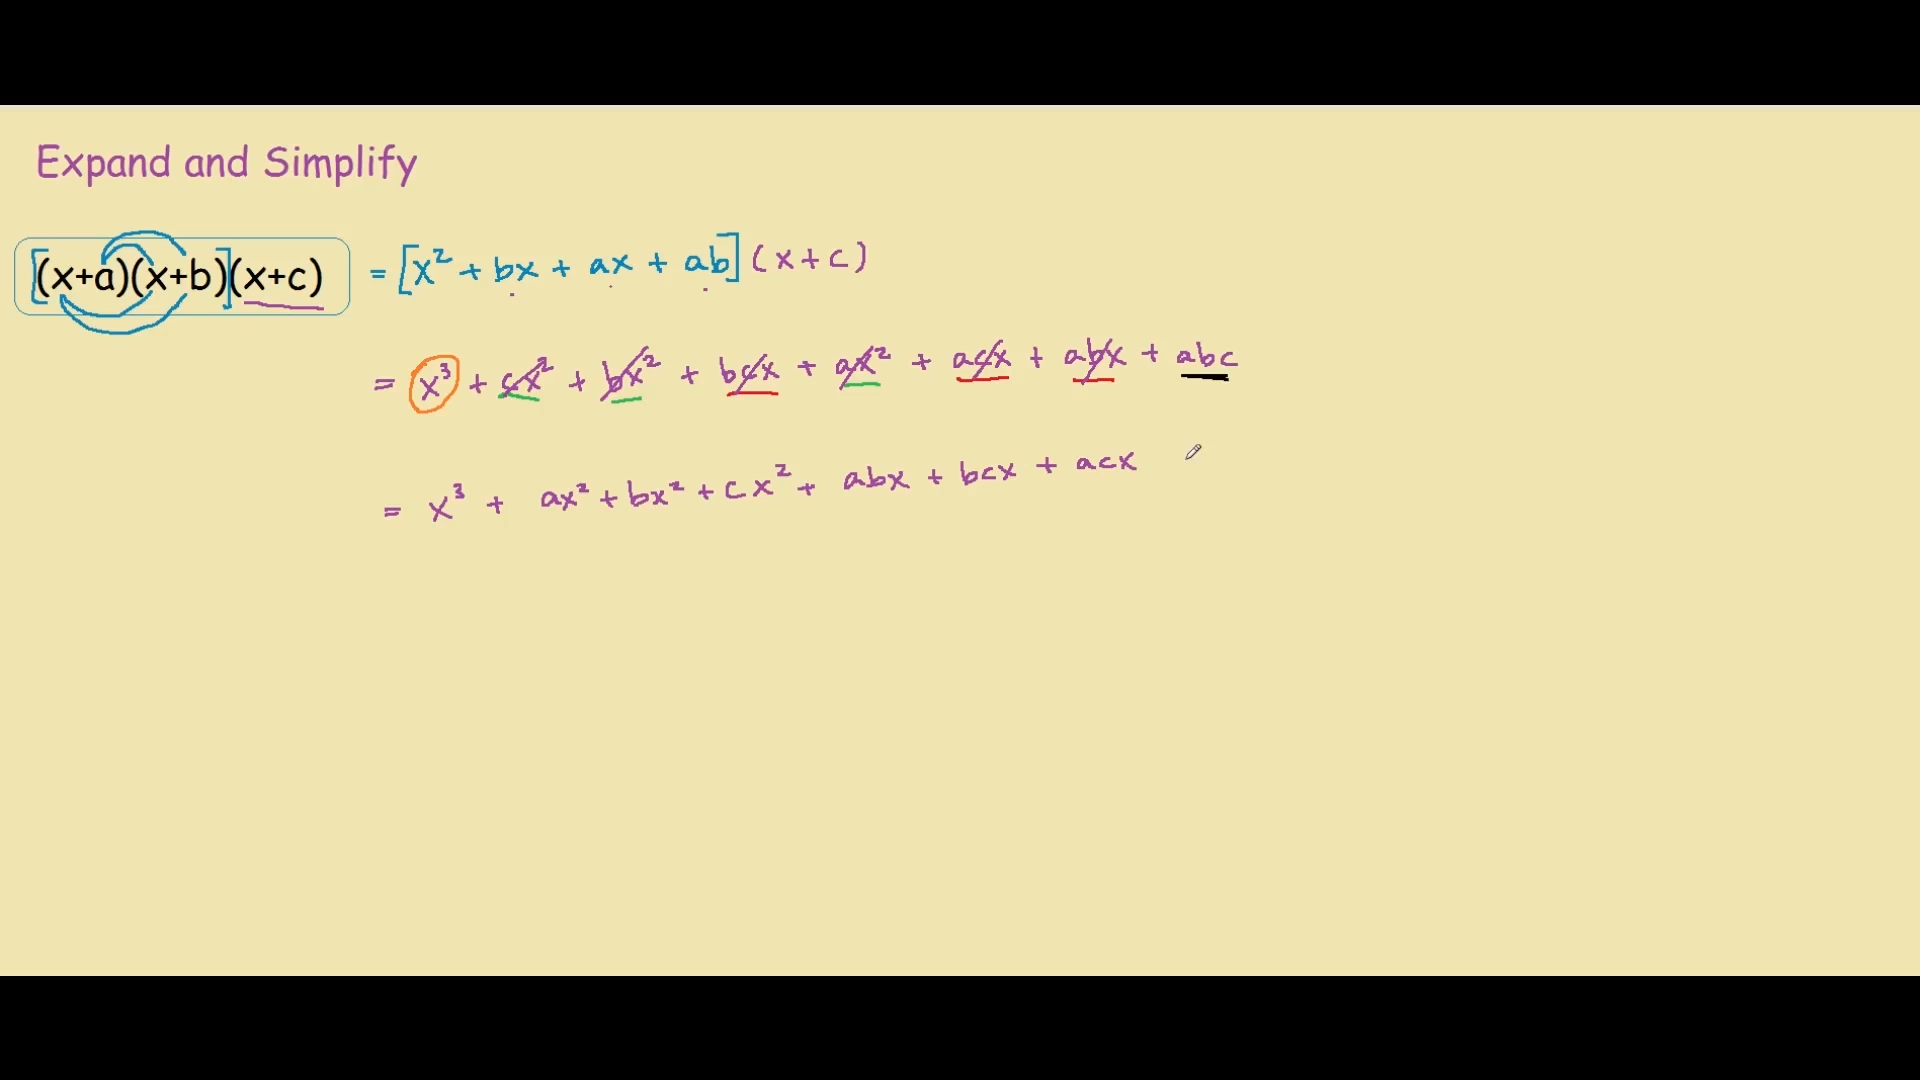 Expand and Simplify
[(x+a)(x+b)](x+c) = [x² + bx + ax + ab](x+c)
= x³ + cx² + bx² + bcx + ax² + acx + abx + abc
= x³ + ax² + bx² + cx² + abx + bcx + acx